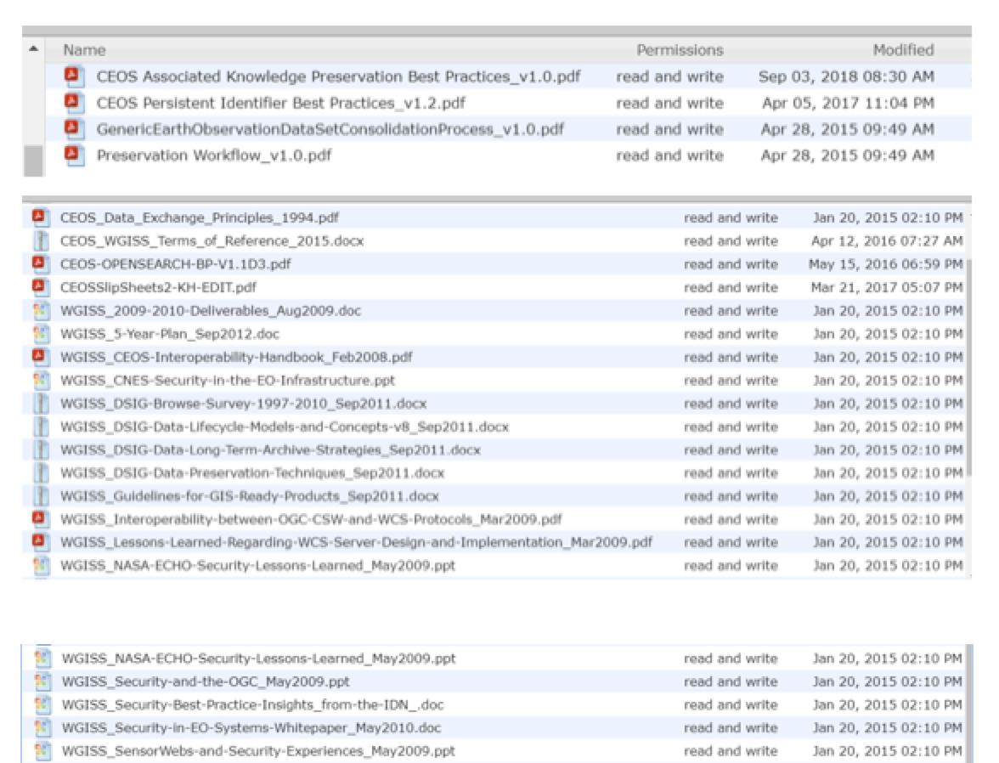 Name Permissions Modified
CEOS Associated Knowledge Preservation Best Practices_v1.0.pdf read and write Sep 03, 2018 08:30 AM
CEOS Persistent Identifier Best Practices_v1.2.pdf read and write Apr 05, 2017 11:04 PM
GenericEarthObservationDataSetConsolidationProcess_v1.0.pdf read and write Apr 28, 2015 09:49 AM
Preservation Workflow_v1.0.pdf read and write Apr 28, 2015 09:49 AM
CEOS_Data_Exchange_Principles_1994.pdf read and write Jan 20, 2015 02:10 PM
CEOS_WGISS_Terms_of_Reference_2015.docx read and write Apr 12, 2016 07:27 AM
CEOS-OPENSEARCH-BP-V1.1D3.pdf read and write May 15, 2016 06:59 PM
CEOSSlipSheets2-KH-EDIT.pdf read and write Mar 21, 2017 05:07 PM
WGISS_2009-2010-Deliverables_Aug2009.doc read and write Jan 20, 2015 02:10 PM
WGISS_5-Year-Plan_Sep2012.doc read and write Jan 20, 2015 02:10 PM
WGISS_CEOS-Interoperability-Handbook_Feb2008.pdf read and write Jan 20, 2015 02:10 PM
WGISS_CNES-Security-in-the-EO-Infrastructure.ppt read and write Jan 20, 2015 02:10 PM
WGISS_DSIG-Browse-Survey-1997-2010_Sep2011.docx read and write Jan 20, 2015 02:10 PM
WGISS_DSIG-Data-Lifecycle-Models-and-Concepts-v8_Sep2011.docx read and write Jan 20, 2015 02:10 PM
WGISS_DSIG-Data-Long-Term-Archive-Strategies_Sep2011.docx read and write Jan 20, 2015 02:10 PM
WGISS_DSIG-Data-Preservation-Techniques_Sep2011.docx read and write Jan 20, 2015 02:10 PM
WGISS_Guidelines-for-GIS-Ready-Products_Sep2011.docx read and write Jan 20, 2015 02:10 PM
WGISS_Interoperability-between-OGC-CSW-and-WCS-Protocols_Mar2009.pdf read and write Jan 20, 2015 02:10 PM
WGISS_Lessons-Learned-Regarding-WCS-Server-Design-and-Implementation_Mar2009.pdf read and write Jan 20, 2015 02:10 PM
WGISS_NASA-ECHO-Security-Lessons-Learned_May2009.ppt read and write Jan 20, 2015 02:10 PM
WGISS_NASA-ECHO-Security-Lessons-Learned_May2009.ppt read and write Jan 20, 2015 02:10 PM
WGISS_Security-and-the-OGC_May2009.ppt read and write Jan 20, 2015 02:10 PM
WGISS_Security-Best-Practice-Insights_from-the-IDN_.doc read and write Jan 20, 2015 02:10 PM
WGISS_Security-in-EO-Systems-Whitepaper_May2010.doc read and write Jan 20, 2015 02:10 PM
WGISS_SensorWebs-and-Security-Experiences_May2009.ppt read and write Jan 20, 2015 02:10 PM